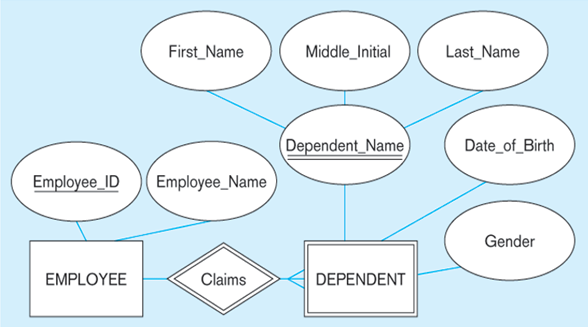 First_Name
Middle_Initial
Last_Name
Dependent_Name
Date_of_Birth
Employee_ID
Employee_Name
Gender
EMPLOYEE
Claims
DEPENDENT